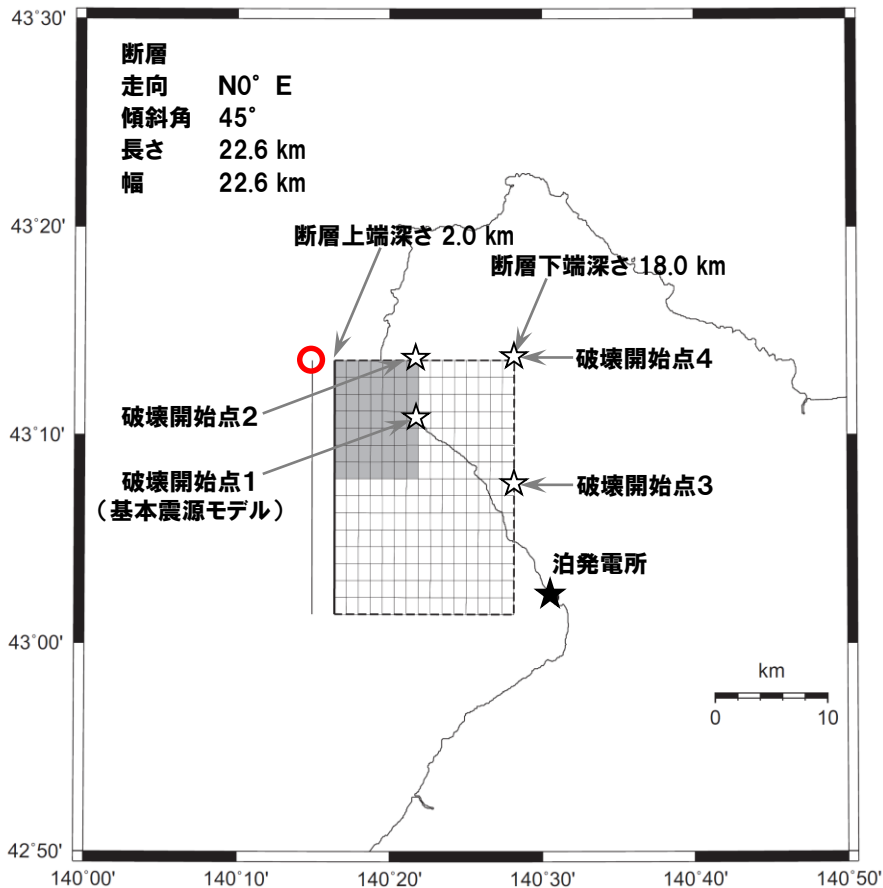 43°30'
断層
走向 N0°E
傾斜角 45°
長さ 22.6 km
幅 22.6 km
43°20'
断層上端深さ 2.0 km
断層下端深さ 18.0 km
破壊開始点4
破壊開始点2
43°10'
破壊開始点1
（基本震源モデル）
破壊開始点3
泊発電所
43°00'
km
0 10
42°50'
140°00' 140°10' 140°20' 140°30' 140°40' 140°50'